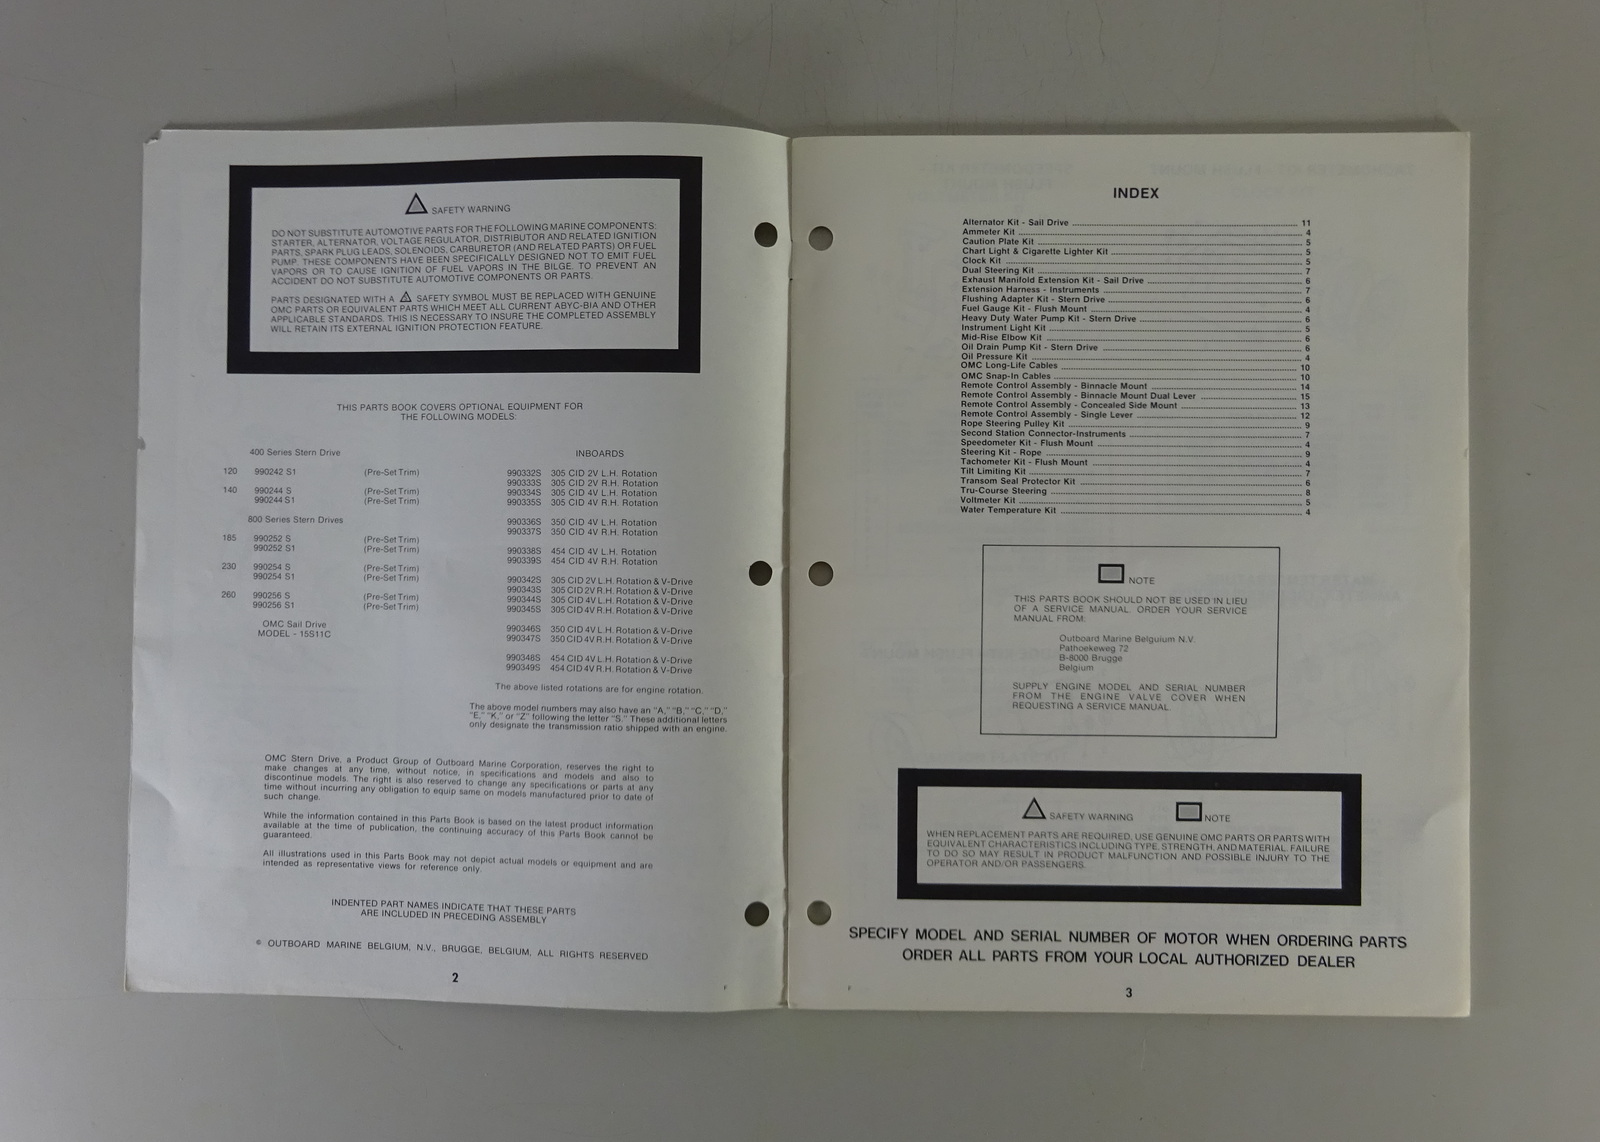 SAFETY WARNING
DO NOT SUBSTITUTE AUTOMOTIVE PARTS FOR THE FOLLOWING MARINE COMPONENTS:
STARTER, ALTERNATOR, VOLTAGE REGULATOR, DISTRIBUTOR AND RELATED IGNITION
PARTS, SPARK PLUG LEADS, SOLENOIDS, CARBURETOR (AND RELATED PARTS) OR FUEL
PUMP. THESE COMPONENTS HAVE BEEN SPECIFICALLY DESIGNED NOT TO EMIT FUEL
VAPORS OR TO CAUSE IGNITION OF FUEL VAPORS IN THE BILGE. TO PREVENT AN
ACCIDENT DO NOT SUBSTITUTE AUTOMOTIVE COMPONENTS OR PARTS.
PARTS DESIGNATED WITH A SAFETY SYMBOL MUST BE REPLACED WITH GENUINE
OMC PARTS OR EQUIVALENT PARTS WHICH MEET ALL CURRENT ABYC-BIA AND OTHER
APPLICABLE STANDARDS. THIS IS NECESSARY TO INSURE THE COMPLETED ASSEMBLY
WILL RETAIN ITS EXTERNAL IGNITION PROTECTION FEATURE.
THIS PARTS BOOK COVERS OPTIONAL EQUIPMENT FOR
THE FOLLOWING MODELS:
400 Series Stern Drive
120 990242 S1 (Pre-Set Trim)
140 990244 S (Pre-Set Trim)
990244 S1 (Pre-Set Trim)
800 Series Stern Drives
185 990252 S (Pre-Set Trim)
990252 S1 (Pre-Set Trim)
230 990254 S (Pre-Set Trim)
990254 S1 (Pre-Set Trim)
260 990256 S (Pre-Set Trim)
990256 S1 (Pre-Set Trim)
OMC Sail Drive
MODEL - 15S11C
INBOARDS
990332S 305 CID 2V L.H. Rotation
990333S 305 CID 2V R.H. Rotation
990334S 305 CID 4V L.H. Rotation
990335S 305 CID 4V R.H. Rotation
990336S 350 CID 4V L.H. Rotation
990337S 350 CID 4V R.H. Rotation
990338S 454 CID 4V L.H. Rotation
990339S 454 CID 4V R.H. Rotation
990342S 305 CID 2V L.H. Rotation & V-Drive
990343S 305 CID 2V R.H. Rotation & V-Drive
990344S 305 CID 4V L.H. Rotation & V-Drive
990345S 305 CID 4V R.H. Rotation & V-Drive
990346S 350 CID 4V L.H. Rotation & V-Drive
990347S 350 CID 4V R.H. Rotation & V-Drive
990348S 454 CID 4V L.H. Rotation & V-Drive
990349S 454 CID 4V R.H. Rotation & V-Drive
The above listed rotations are for engine rotation.
The above model numbers may also have an "A," "B," "C," "D,"
"E," "K," or "Z" following the letter "S." These additional letters
only designate the transmission ratio shipped with an engine.
OMC Stern Drive, a Product Group of Outboard Marine Corporation, reserves the right to
make changes at any time, without notice, in specifications and models and also to
discontinue models. The right is also reserved to change any specifications or parts at any
time without incurring any obligation to equip same on models manufactured prior to date of
such change.
While the information contained in this Parts Book is based on the latest product information
available at the time of publication, the continuing accuracy of this Parts Book cannot be
guaranteed.
All illustrations used in this Parts Book may not depict actual models or equipment and are
intended as representative views for reference only.
INDENTED PART NAMES INDICATE THAT THESE PARTS
ARE INCLUDED IN PRECEDING ASSEMBLY
© OUTBOARD MARINE BELGIUM, N.V., BRUGGE, BELGIUM, ALL RIGHTS RESERVED
2
INDEX
Alternator Kit - Sail Drive 11
Ammeter Kit 4
Caution Plate Kit 5
Chart Light & Cigarette Lighter Kit 5
Clock Kit 5
Dual Steering Kit 7
Exhaust Manifold Extension Kit - Sail Drive 6
Extension Harness - Instruments 7
Flushing Adapter Kit - Stern Drive 6
Fuel Gauge Kit - Flush Mount 4
Heavy Duty Water Pump Kit - Stern Drive 6
Instrument Light Kit 5
Mid-Rise Elbow Kit 6
Oil Drain Pump Kit - Stern Drive 6
Oil Pressure Kit 4
OMC Long-Life Cables 10
OMC Snap-In Cables 10
Remote Control Assembly - Binnacle Mount 14
Remote Control Assembly - Binnacle Mount Dual Lever 15
Remote Control Assembly - Concealed Side Mount 13
Remote Control Assembly - Single Lever 12
Rope Steering Pulley Kit 9
Second Station Connector-Instruments 7
Speedometer Kit - Flush Mount 4
Steering Kit - Rope 9
Tachometer Kit - Flush Mount 4
Tilt Limiting Kit 7
Transom Seal Protector Kit 6
Tru-Course Steering 8
Voltmeter Kit 5
Water Temperature Kit 4
NOTE
THIS PARTS BOOK SHOULD NOT BE USED IN LIEU
OF A SERVICE MANUAL. ORDER YOUR SERVICE
MANUAL FROM:
Outboard Marine Belguium N.V.
Pathoekeweg 72
B-8000 Brugge
Belgium
SUPPLY ENGINE MODEL AND SERIAL NUMBER
FROM THE ENGINE VALVE COVER WHEN
REQUESTING A SERVICE MANUAL.
SAFETY WARNING NOTE
WHEN REPLACEMENT PARTS ARE REQUIRED, USE GENUINE OMC PARTS OR PARTS WITH
EQUIVALENT CHARACTERISTICS INCLUDING TYPE, STRENGTH, AND MATERIAL. FAILURE
TO DO SO MAY RESULT IN PRODUCT MALFUNCTION AND POSSIBLE INJURY TO THE
OPERATOR AND/OR PASSENGERS.
SPECIFY MODEL AND SERIAL NUMBER OF MOTOR WHEN ORDERING PARTS
ORDER ALL PARTS FROM YOUR LOCAL AUTHORIZED DEALER
3